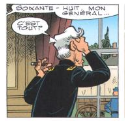 SOIXANTE - HUIT, MON
GÉNÉRAL...
C'EST
TOUT?